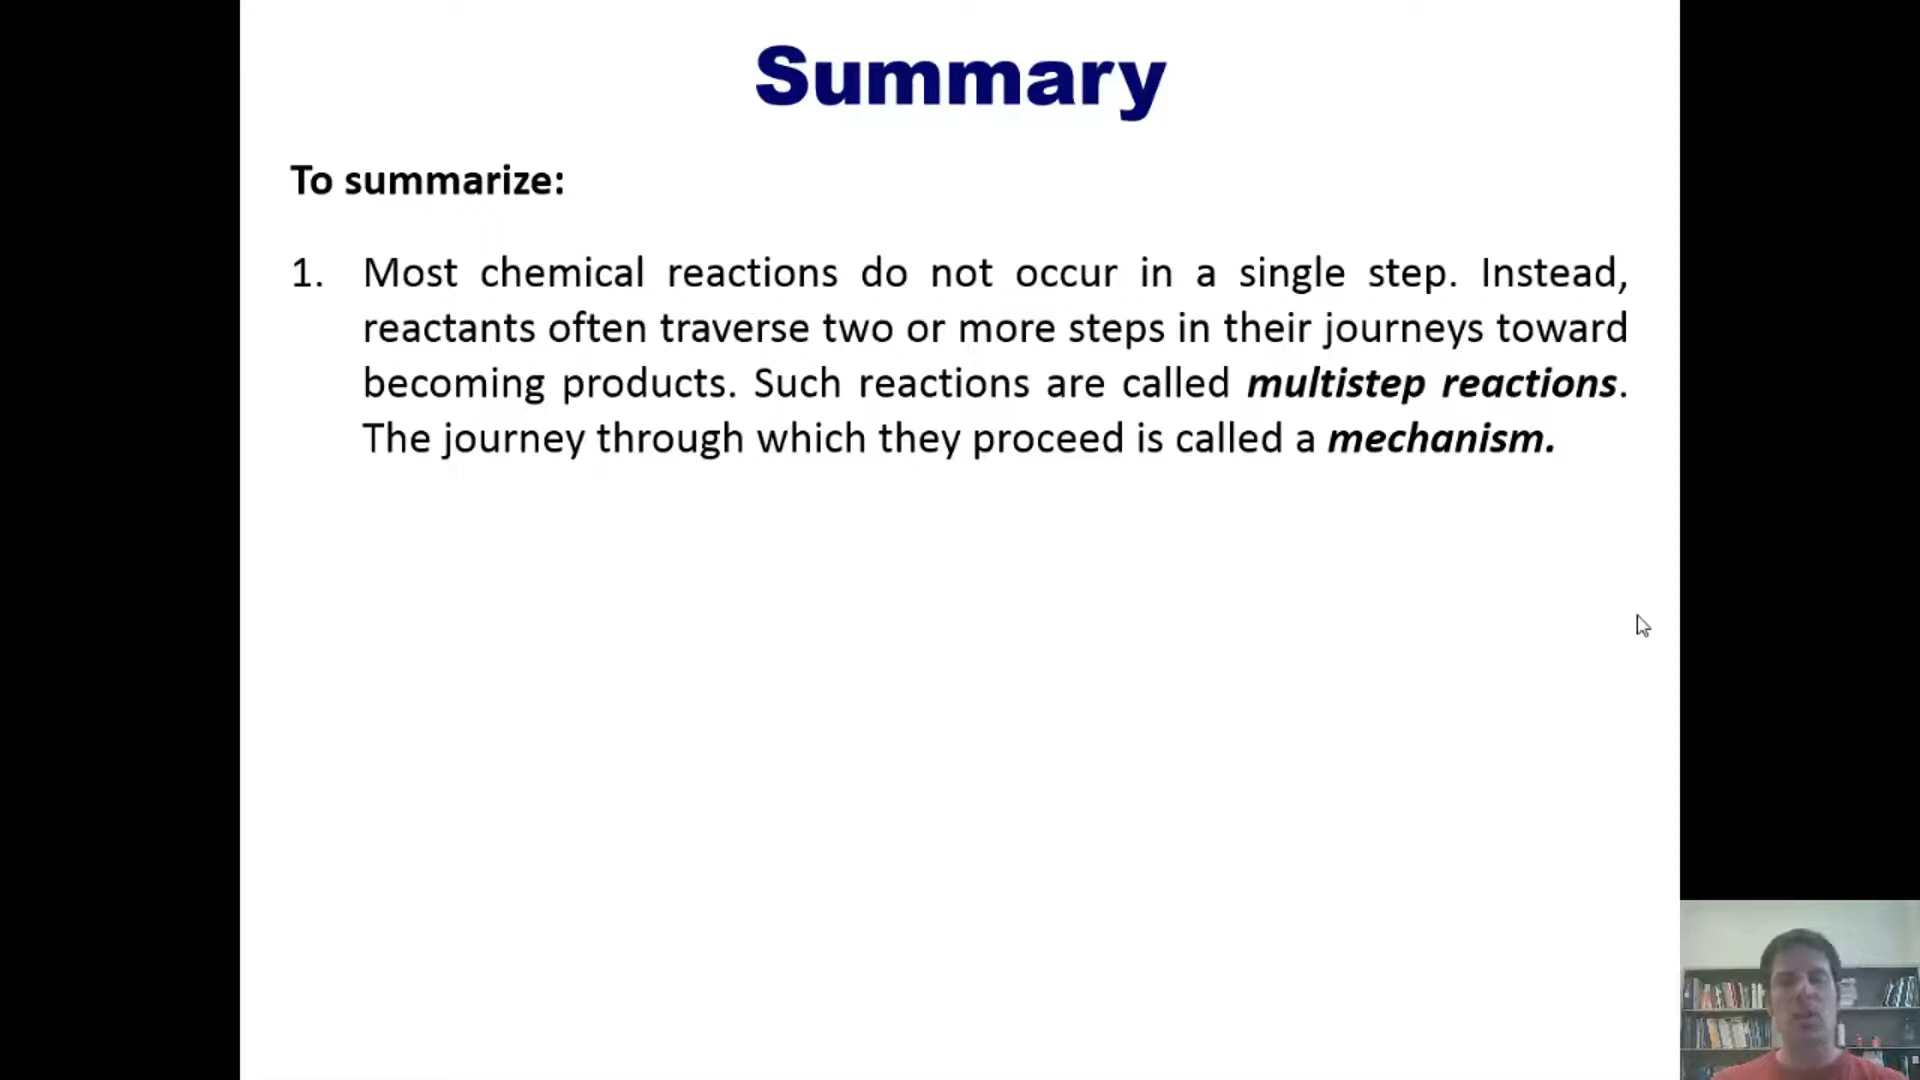 Summary
To summarize:
1. Most chemical reactions do not occur in a single step. Instead,
reactants often traverse two or more steps in their journeys toward
becoming products. Such reactions are called multistep reactions.
The journey through which they proceed is called a mechanism.